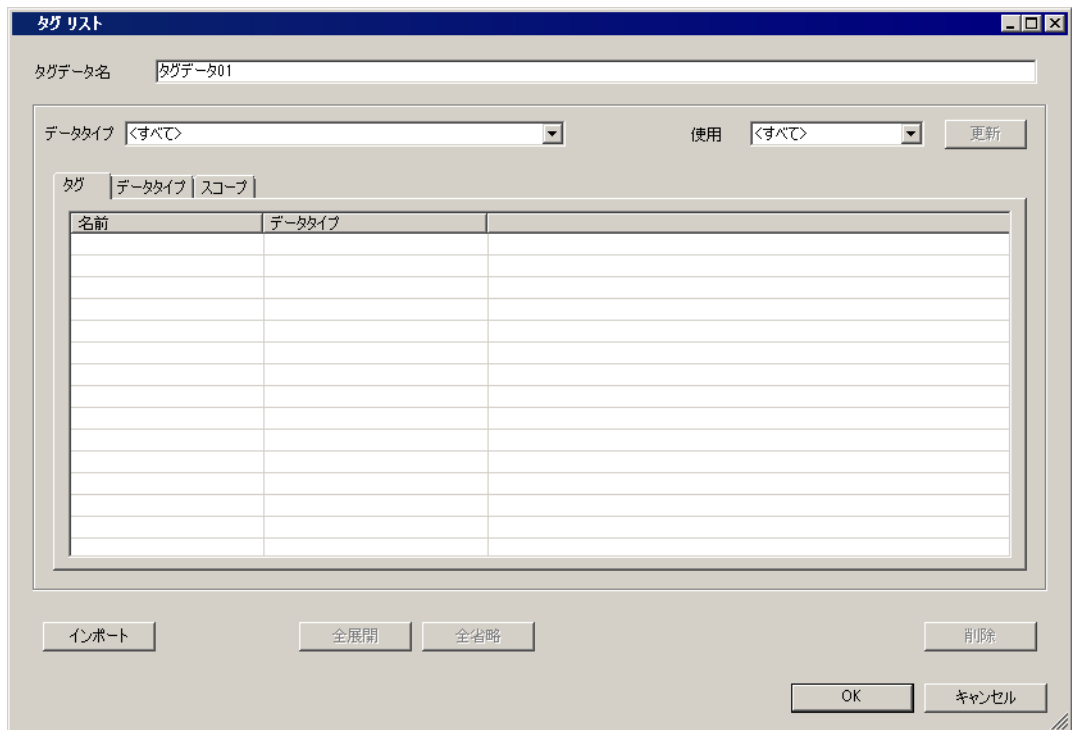 タグ リスト
タグデータ名 タグデータ01
データタイプ <すべて> 使用 <すべて> 更新
タグ データタイプ スコープ
名前 データタイプ
インポート 全展開 全省略 削除
OK キャンセル